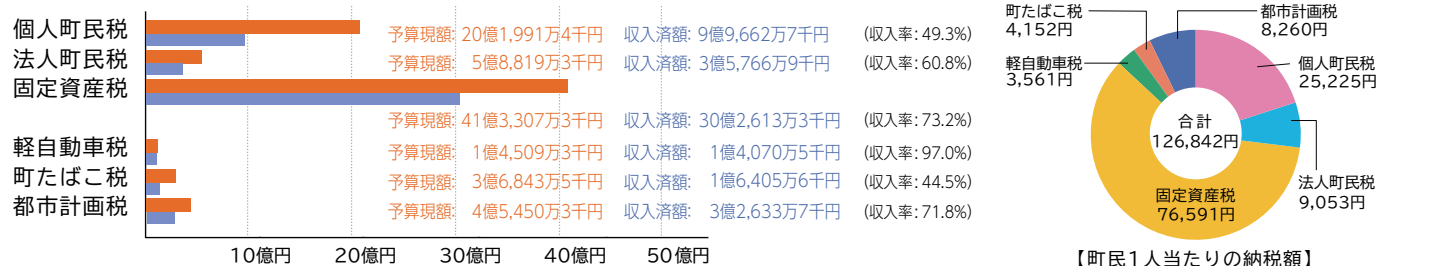 個人町民税 予算現額: 20億1,991万4千円 収入済額: 9億9,662万7千円 (収入率: 49.3%)
法人町民税 予算現額: 5億8,819万3千円 収入済額: 3億5,766万9千円 (収入率: 60.8%)
固定資産税
予算現額: 41億3,307万3千円 収入済額: 30億2,613万3千円 (収入率: 73.2%)
軽自動車税 予算現額: 1億4,509万3千円 収入済額: 1億4,070万5千円 (収入率: 97.0%)
町たばこ税 予算現額: 3億6,843万5千円 収入済額: 1億6,405万6千円 (収入率: 44.5%)
都市計画税 予算現額: 4億5,450万3千円 収入済額: 3億2,633万7千円 (収入率: 71.8%)
10億円 20億円 30億円 40億円 50億円
町たばこ税
4,152円
都市計画税
8,260円
軽自動車税
3,561円
個人町民税
25,225円
合計
126,842円
法人町民税
9,053円
固定資産税
76,591円
【町民1人当たりの納税額】